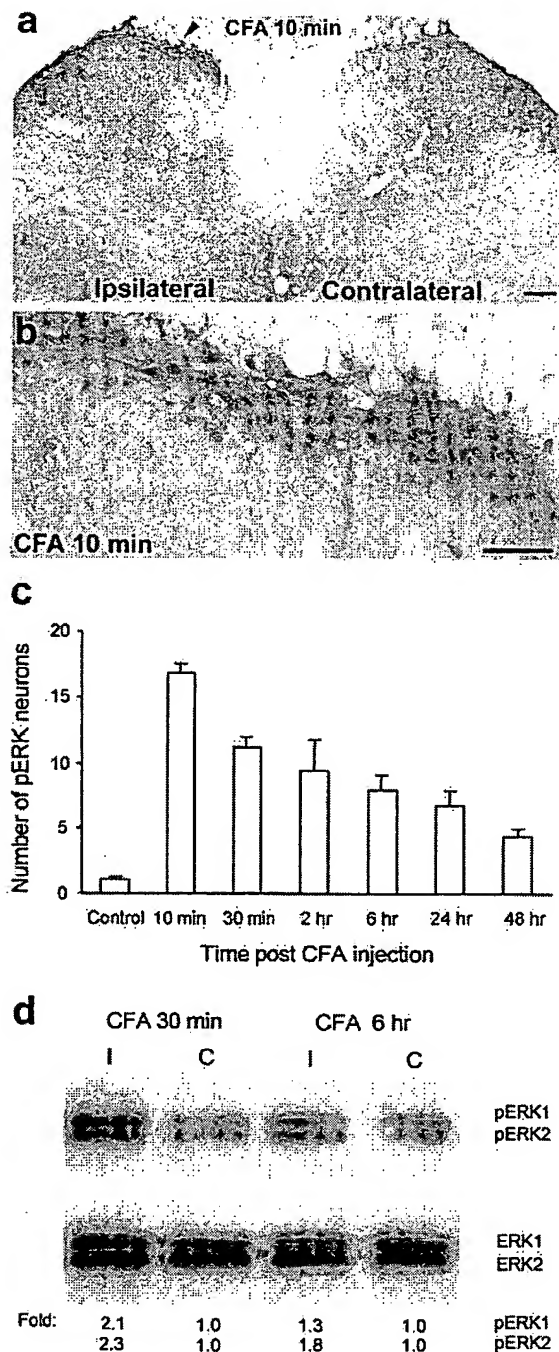 a
CFA 10 min
Ipsilateral Contralateral
b
CFA 10 min
c
Number of pERK neurons
20
15
10
5
0
Control 10 min 30 min 2 hr 6 hr 24 hr 48 hr
Time post CFA injection
d
CFA 30 min CFA 6 hr
I C I C
pERK1
pERK2
ERK1
ERK2
Fold: 2.1 1.0 1.3 1.0 pERK1
2.3 1.0 1.8 1.0 pERK2